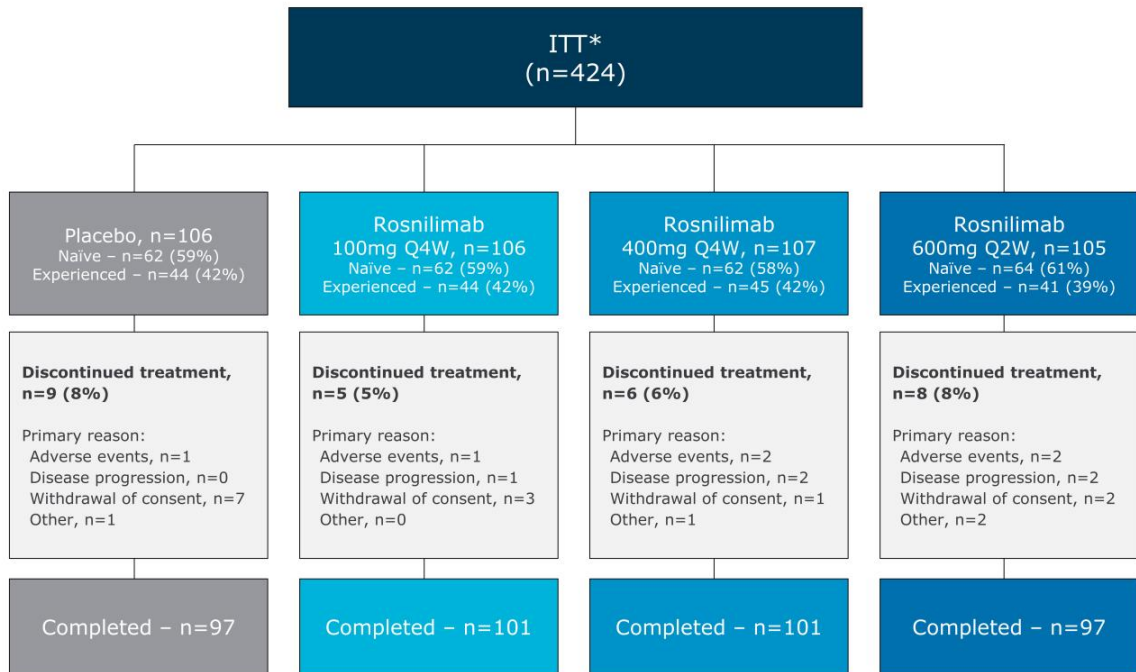 ITT*
(n=424)
Placebo, n=106
Naïve – n=62 (59%)
Experienced – n=44 (42%)
Rosnilimab
100mg Q4W, n=106
Naïve – n=62 (59%)
Experienced – n=44 (42%)
Rosnilimab
400mg Q4W, n=107
Naïve – n=62 (58%)
Experienced – n=45 (42%)
Rosnilimab
600mg Q2W, n=105
Naïve – n=64 (61%)
Experienced – n=41 (39%)
Discontinued treatment,
n=9 (8%)
Primary reason:
Adverse events, n=1
Disease progression, n=0
Withdrawal of consent, n=7
Other, n=1
Discontinued treatment,
n=5 (5%)
Primary reason:
Adverse events, n=1
Disease progression, n=1
Withdrawal of consent, n=3
Other, n=0
Discontinued treatment,
n=6 (6%)
Primary reason:
Adverse events, n=2
Disease progression, n=2
Withdrawal of consent, n=1
Other, n=1
Discontinued treatment,
n=8 (8%)
Primary reason:
Adverse events, n=2
Disease progression, n=2
Withdrawal of consent, n=2
Other, n=2
Completed – n=97
Completed – n=101
Completed – n=101
Completed – n=97